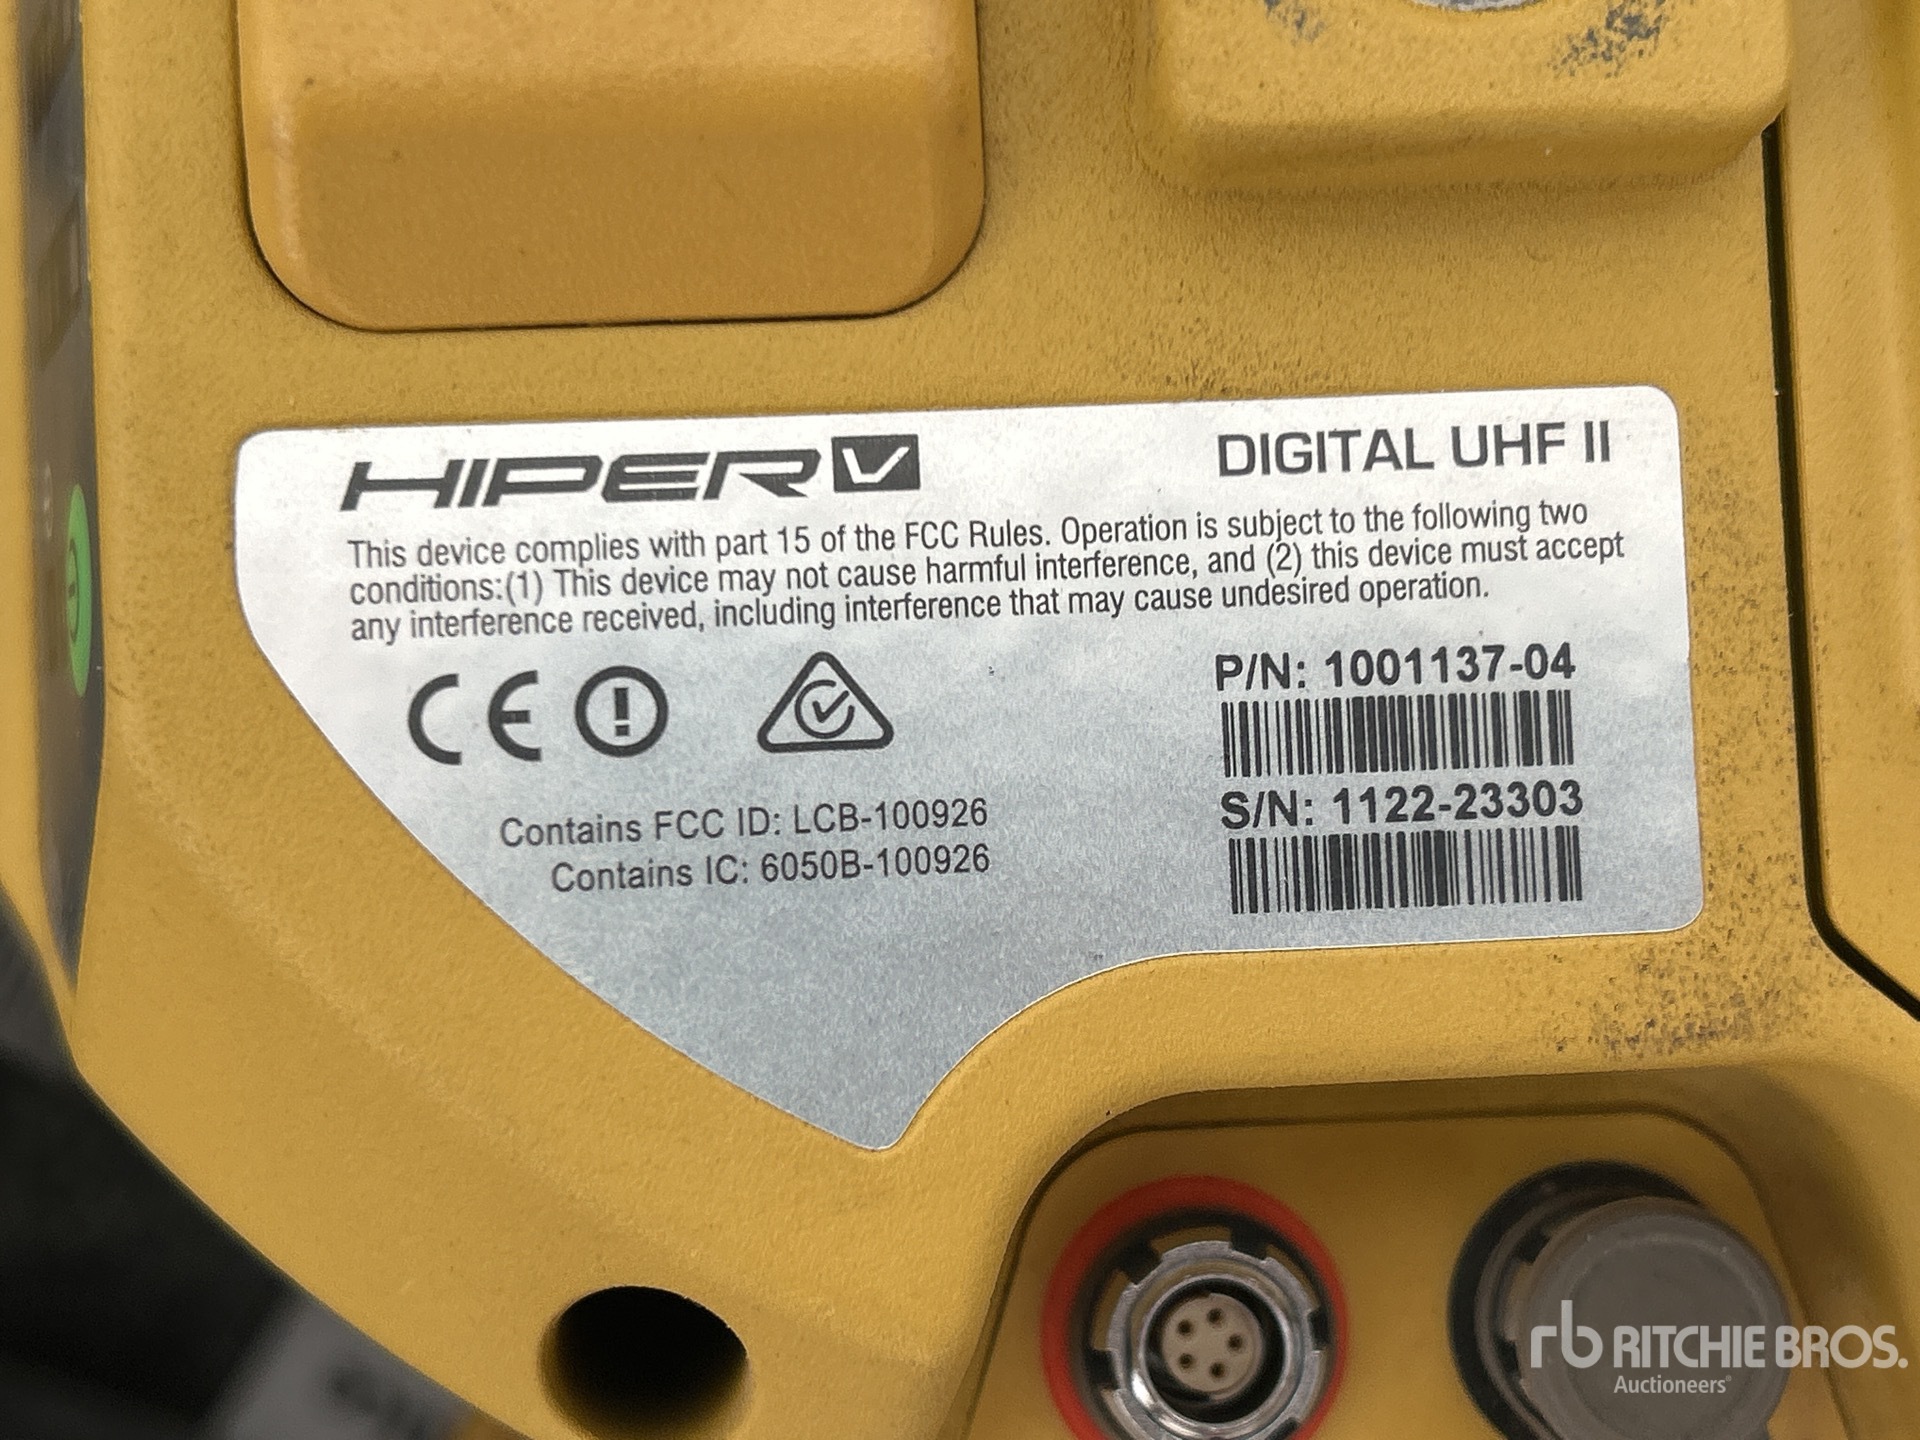 HIPER V
DIGITAL UHF II
This device complies with part 15 of the FCC Rules. Operation is subject to the following two
conditions:(1) This device may not cause harmful interference, and (2) this device must accept
any interference received, including interference that may cause undesired operation.
CE
P/N: 1001137-04
S/N: 1122-23303
Contains FCC ID: LCB-100926
Contains IC: 6050B-100926
rb RITCHIE BROS.
Auctioneers